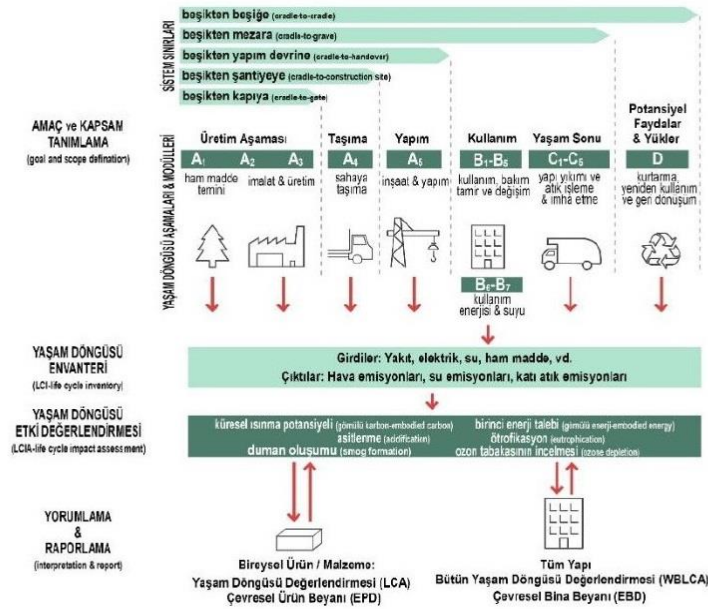 SİSTEM SINIRLARI
beşikten beşiğe (cradle-to-cradle)
beşikten mezara (cradle-to-grave)
beşikten yapım devrine (cradle-to-handover)
beşikten şantiyeye (cradle-to-construction site)
beşikten kapıya (cradle-to-gate)
AMAÇ ve KAPSAM
TANIMLAMA
(goal and scope defination)
YAŞAM DÖNGÜSÜ AŞAMALARI & MODÜLLERİ
Üretim Aşaması
A1 A2 A3
ham madde
temini
imalat & üretim
Taşıma
A4
sahaya
taşıma
Yapım
A5
inşaat & yapım
Kullanım
B1-B5
kullanım, bakım
tamir ve değişim
B6-B7
kullanım
enerjisi & suyu
Yaşam Sonu
C1-C5
yapı yıkımı ve
atık işleme
& imha etme
Potansiyel
Faydalar
& Yükler
D
kurtarma,
yeniden kullanım
ve geri dönüşüm
YAŞAM DÖNGÜSÜ
ENVANTERİ
(LCI-life cycle inventory)
Girdiler: Yakıt, elektrik, su, ham madde, vd.
Çıktılar: Hava emisyonları, su emisyonları, katı atık emisyonları
YAŞAM DÖNGÜSÜ
ETKİ DEĞERLENDİRMESİ
(LCIA-life cycle impact assessment)
küresel ısınma potansiyeli (gömülü karbon-embodied carbon)
asitlenme (acidification)
duman oluşumu (smog formation)
birinci enerji talebi (gömülü enerji-embodied energy)
ötrofikasyon (eutrophication)
ozon tabakasının incelmesi (ozone depletion)
YORUMLAMA
&
RAPORLAMA
(interpretation & report)
Bireysel Ürün / Malzeme:
Yaşam Döngüsü Değerlendirmesi (LCA)
Çevresel Ürün Beyanı (EPD)
Tüm Yapı
Bütün Yaşam Döngüsü Değerlendirmesi (WBLCA)
Çevresel Bina Beyanı (EBD)